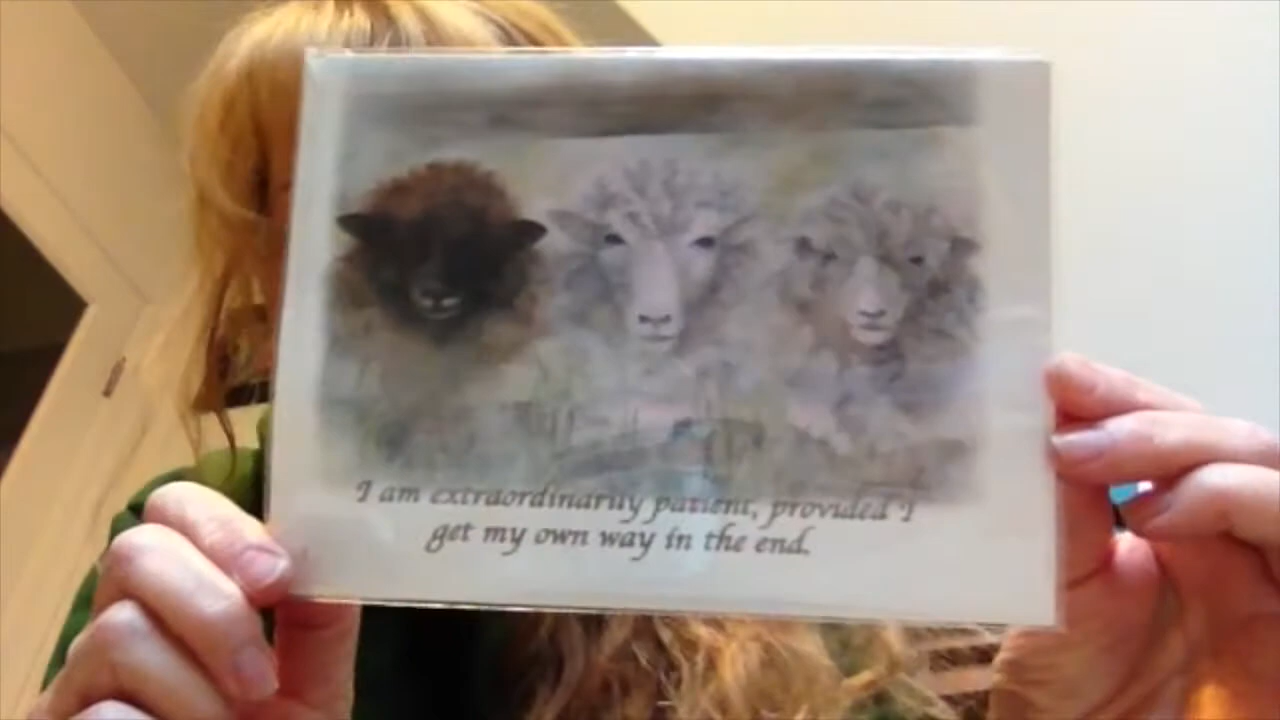 I am extraordinarily patient, provided I
get my own way in the end.